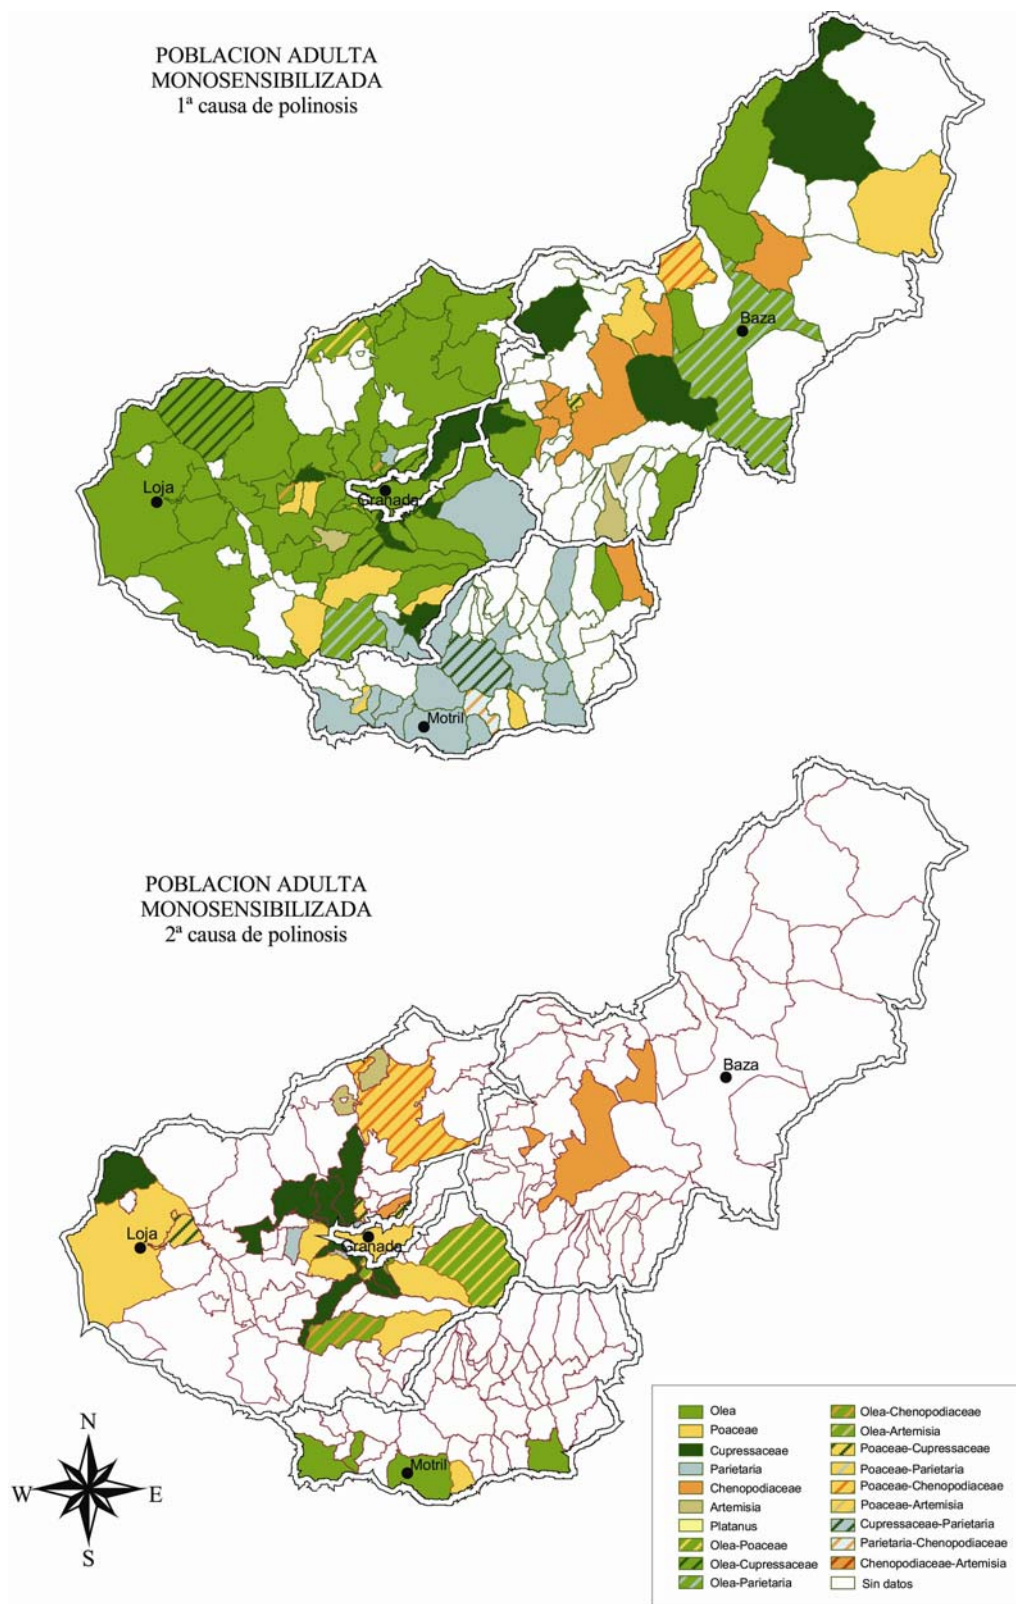 POBLACION ADULTA
MONOSENSIBILIZADA
1ª causa de polinosis
Baza
Loja
Granada
Motril
POBLACION ADULTA
MONOSENSIBILIZADA
2ª causa de polinosis
Baza
Loja
Granada
Motril
N
W E
S
Olea
Poaceae
Cupressaceae
Parietaria
Chenopodiaceae
Artemisia
Platanus
Olea-Poaceae
Olea-Cupressaceae
Olea-Parietaria
Olea-Chenopodiaceae
Olea-Artemisia
Poaceae-Cupressaceae
Poaceae-Parietaria
Poaceae-Chenopodiaceae
Poaceae-Artemisia
Cupressaceae-Parietaria
Parietaria-Chenopodiaceae
Chenopodiaceae-Artemisia
Sin datos